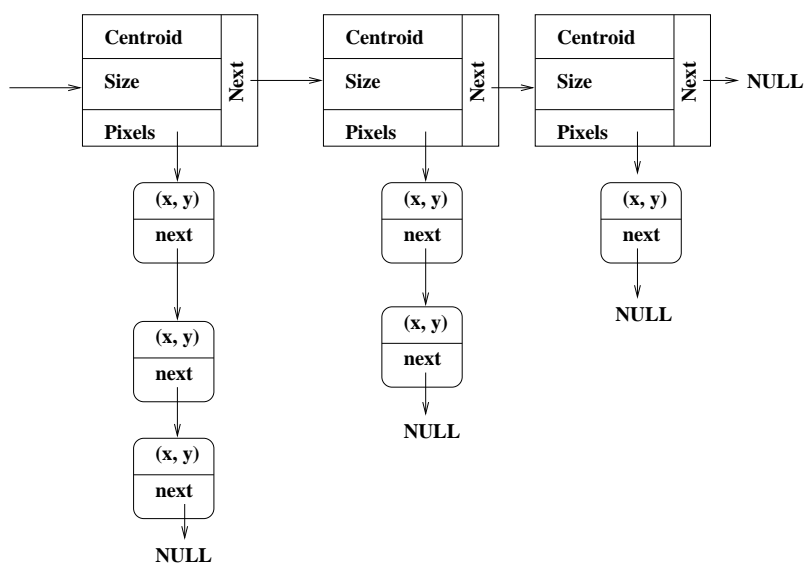 Centroid
Size
Pixels
Next
Centroid
Size
Pixels
Next
Centroid
Size
Pixels
Next
NULL
(x, y)
next
(x, y)
next
(x, y)
next
NULL
(x, y)
next
(x, y)
next
NULL
(x, y)
next
NULL